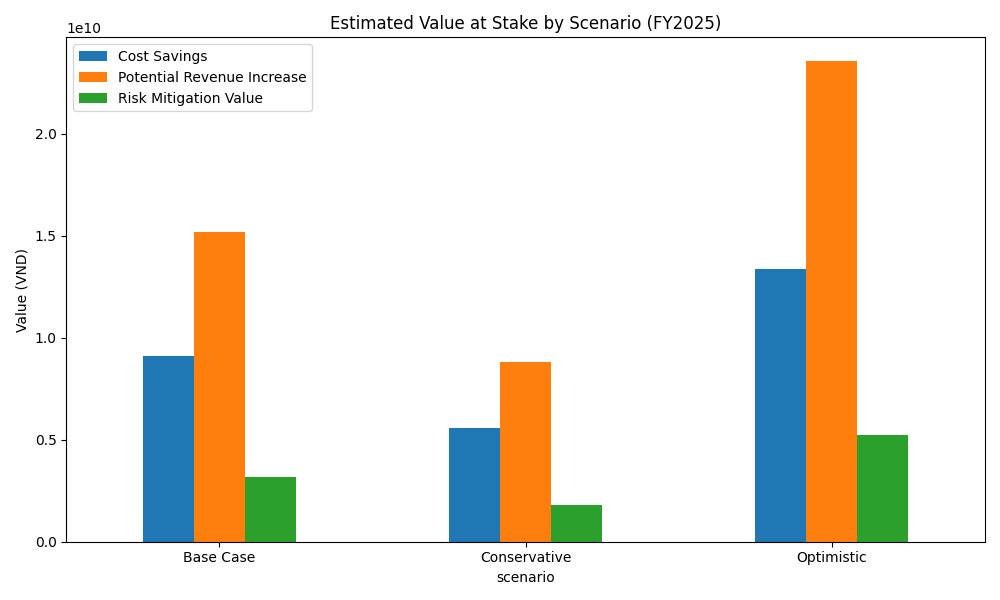 Estimated Value at Stake by Scenario (FY2025)
1e10
Cost Savings
Potential Revenue Increase
Risk Mitigation Value
Value (VND)
2.0
1.5
1.0
0.5
0.0
Base Case
Conservative
Optimistic
scenario